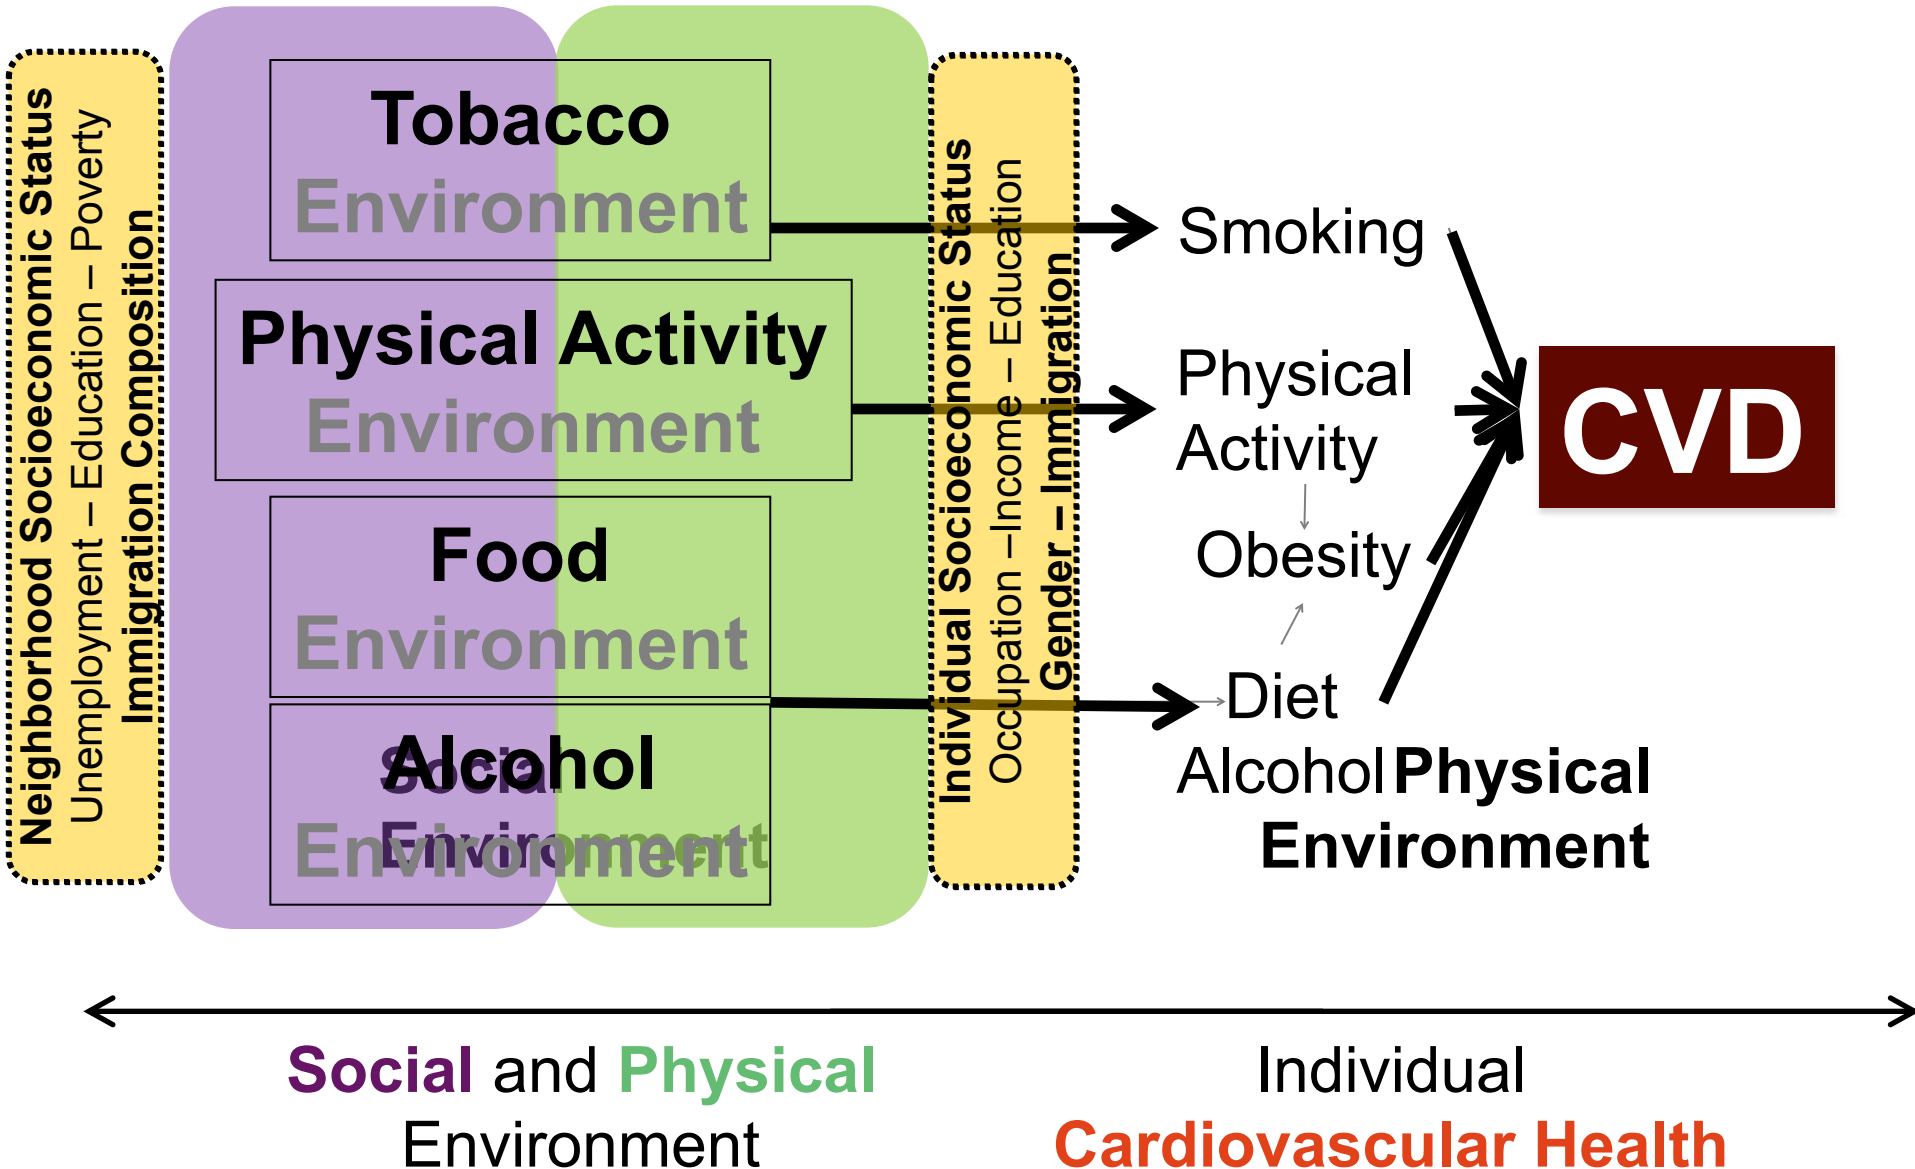 Neighborhood Socioeconomic Status
Unemployment – Education – Poverty
Immigration Composition
Tobacco
Environment
Physical Activity
Environment
Food
Environment
Alcohol
Environment
Social
Environment
Individual Socioeconomic Status
Occupation –Income – Education
Gender – Immigration
Smoking
Physical
Activity
Obesity
Diet
Alcohol
Physical
Environment
CVD
Social and Physical
Environment
Individual
Cardiovascular Health